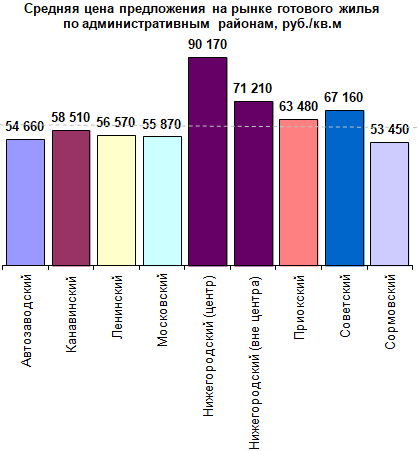 Средняя цена предложения на рынке готового жилья
по административным районам, руб./кв.м
90 170
71 210
67 160
63 480
58 510
56 570
55 870
54 660
53 450
Автозаводский
Канавинский
Ленинский
Московский
Нижегородский (центр)
Нижегородский (вне центра)
Приокский
Советский
Сормовский